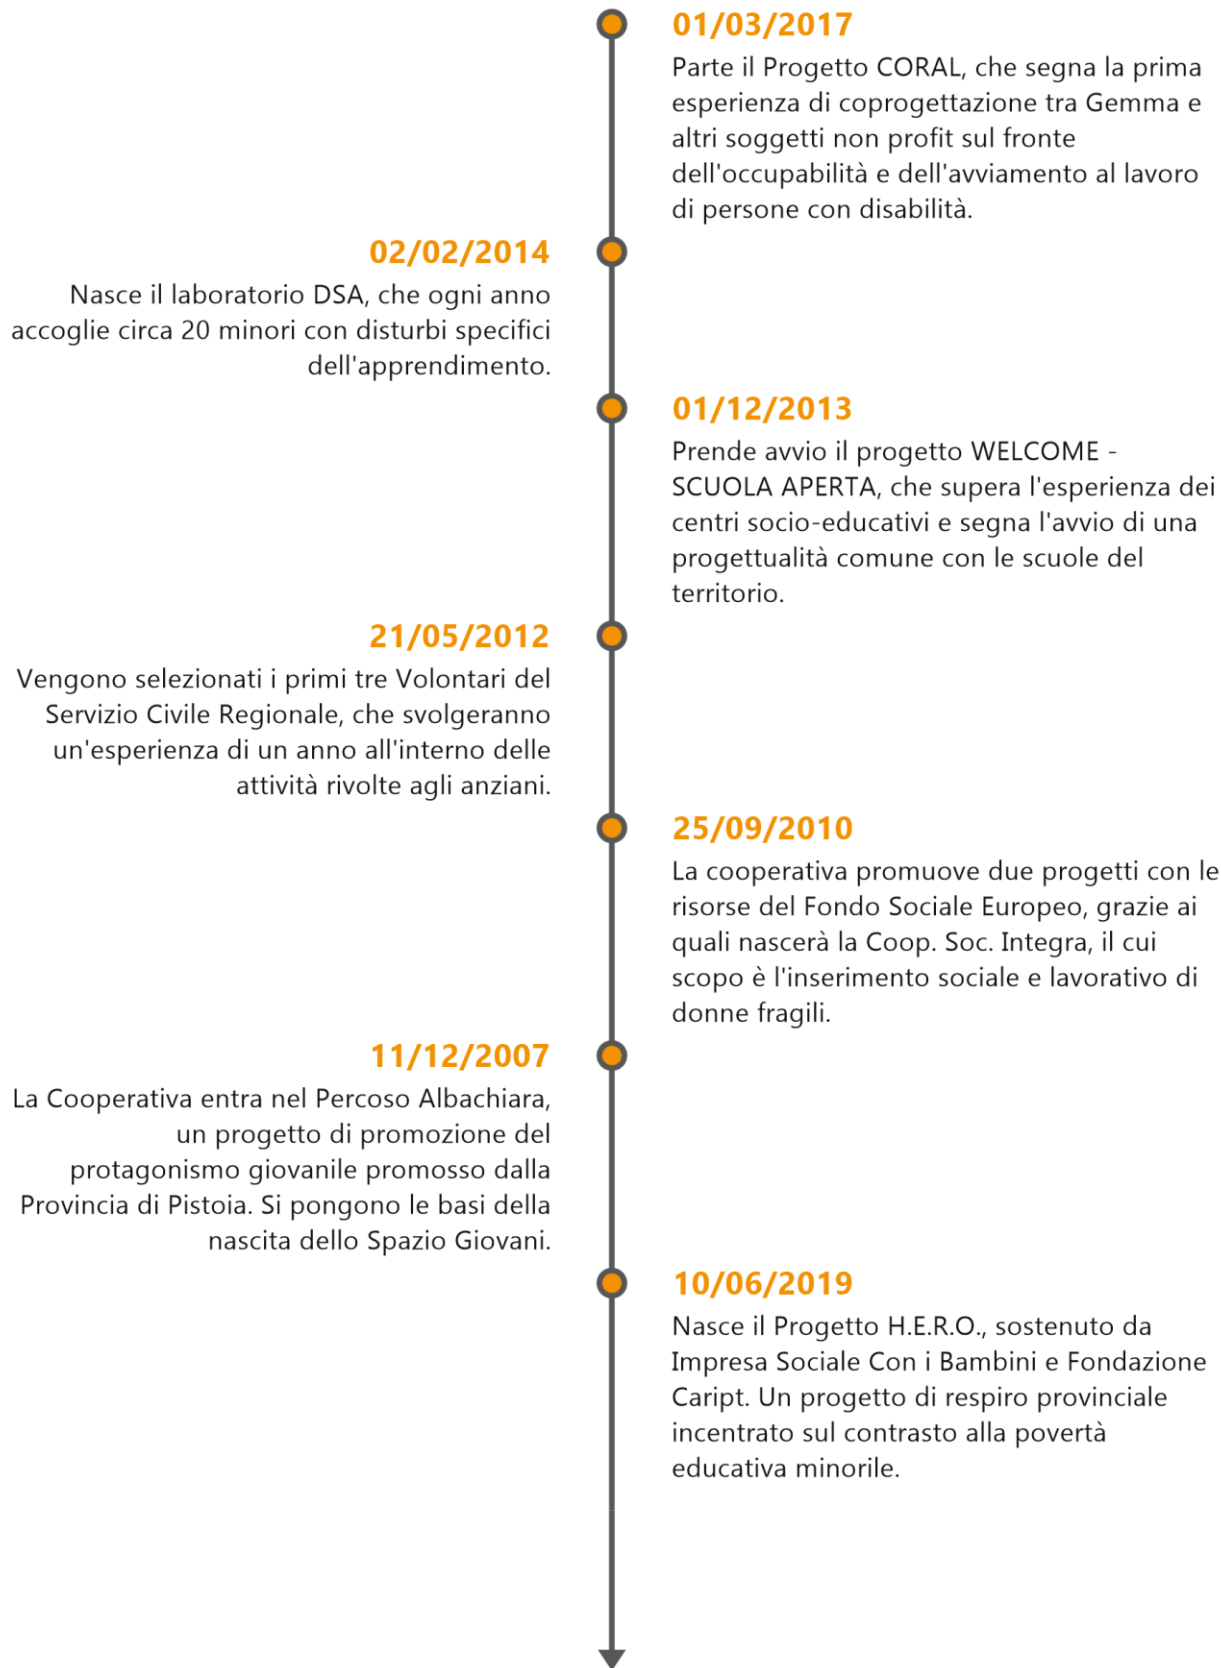 01/03/2017
Parte il Progetto CORAL, che segna la prima
esperienza di coprogettazione tra Gemma e
altri soggetti non profit sul fronte
dell'occupabilità e dell'avviamento al lavoro
di persone con disabilità.
02/02/2014
Nasce il laboratorio DSA, che ogni anno
accoglie circa 20 minori con disturbi specifici
dell'apprendimento.
01/12/2013
Prende avvio il progetto WELCOME -
SCUOLA APERTA, che supera l'esperienza dei
centri socio-educativi e segna l'avvio di una
progettualità comune con le scuole del
territorio.
21/05/2012
Vengono selezionati i primi tre Volontari del
Servizio Civile Regionale, che svolgeranno
un'esperienza di un anno all'interno delle
attività rivolte agli anziani.
25/09/2010
La cooperativa promuove due progetti con le
risorse del Fondo Sociale Europeo, grazie ai
quali nascerà la Coop. Soc. Integra, il cui
scopo è l'inserimento sociale e lavorativo di
donne fragili.
11/12/2007
La Cooperativa entra nel Percoso Albachiara,
un progetto di promozione del
protagonismo giovanile promosso dalla
Provincia di Pistoia. Si pongono le basi della
nascita dello Spazio Giovani.
10/06/2019
Nasce il Progetto H.E.R.O., sostenuto da
Impresa Sociale Con i Bambini e Fondazione
Caript. Un progetto di respiro provinciale
incentrato sul contrasto alla povertà
educativa minorile.